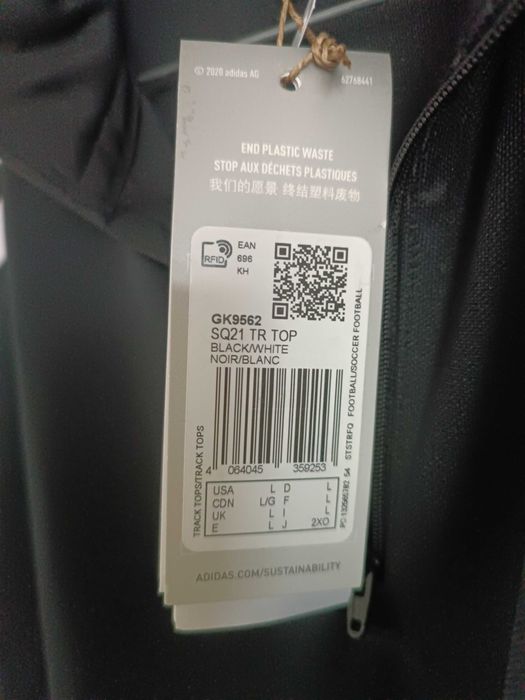 © 2020 adidas AG
62768441
END PLASTIC WASTE
STOP AUX DÉCHETS PLASTIQUES
我们的愿景 终结塑料废物
RFID
EAN
696
KH
GK9562
SQ21 TR TOP
BLACK/WHITE
NOIR/BLANC
TRACK TOPS/TRACK TOPS
STSTRFQ FOOTBALL/SOCCER FOOTBALL
4 064045 359253
USA L D L
CDN L/G F L
UK L I L
E L J 2XO
ADIDAS.COM/SUSTAINABILITY